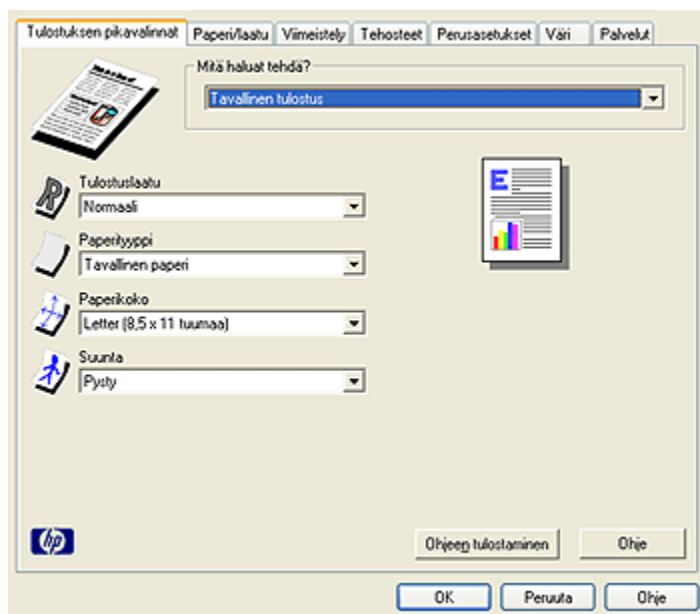 Tulostuksen pikavalinnat Paperi/laatu Viimeistely Tehosteet Perusasetukset Väri Palvelut
Mitä haluat tehdä?
Tavallinen tulostus
Tulostuslaatu
Normaali
Paperityyppi
Tavallinen paperi
Paperikoko
Letter (8,5 x 11 tuumaa)
Suunta
Pysty
hp
Ohjeen tulostaminen Ohje
OK Peruuta Ohje